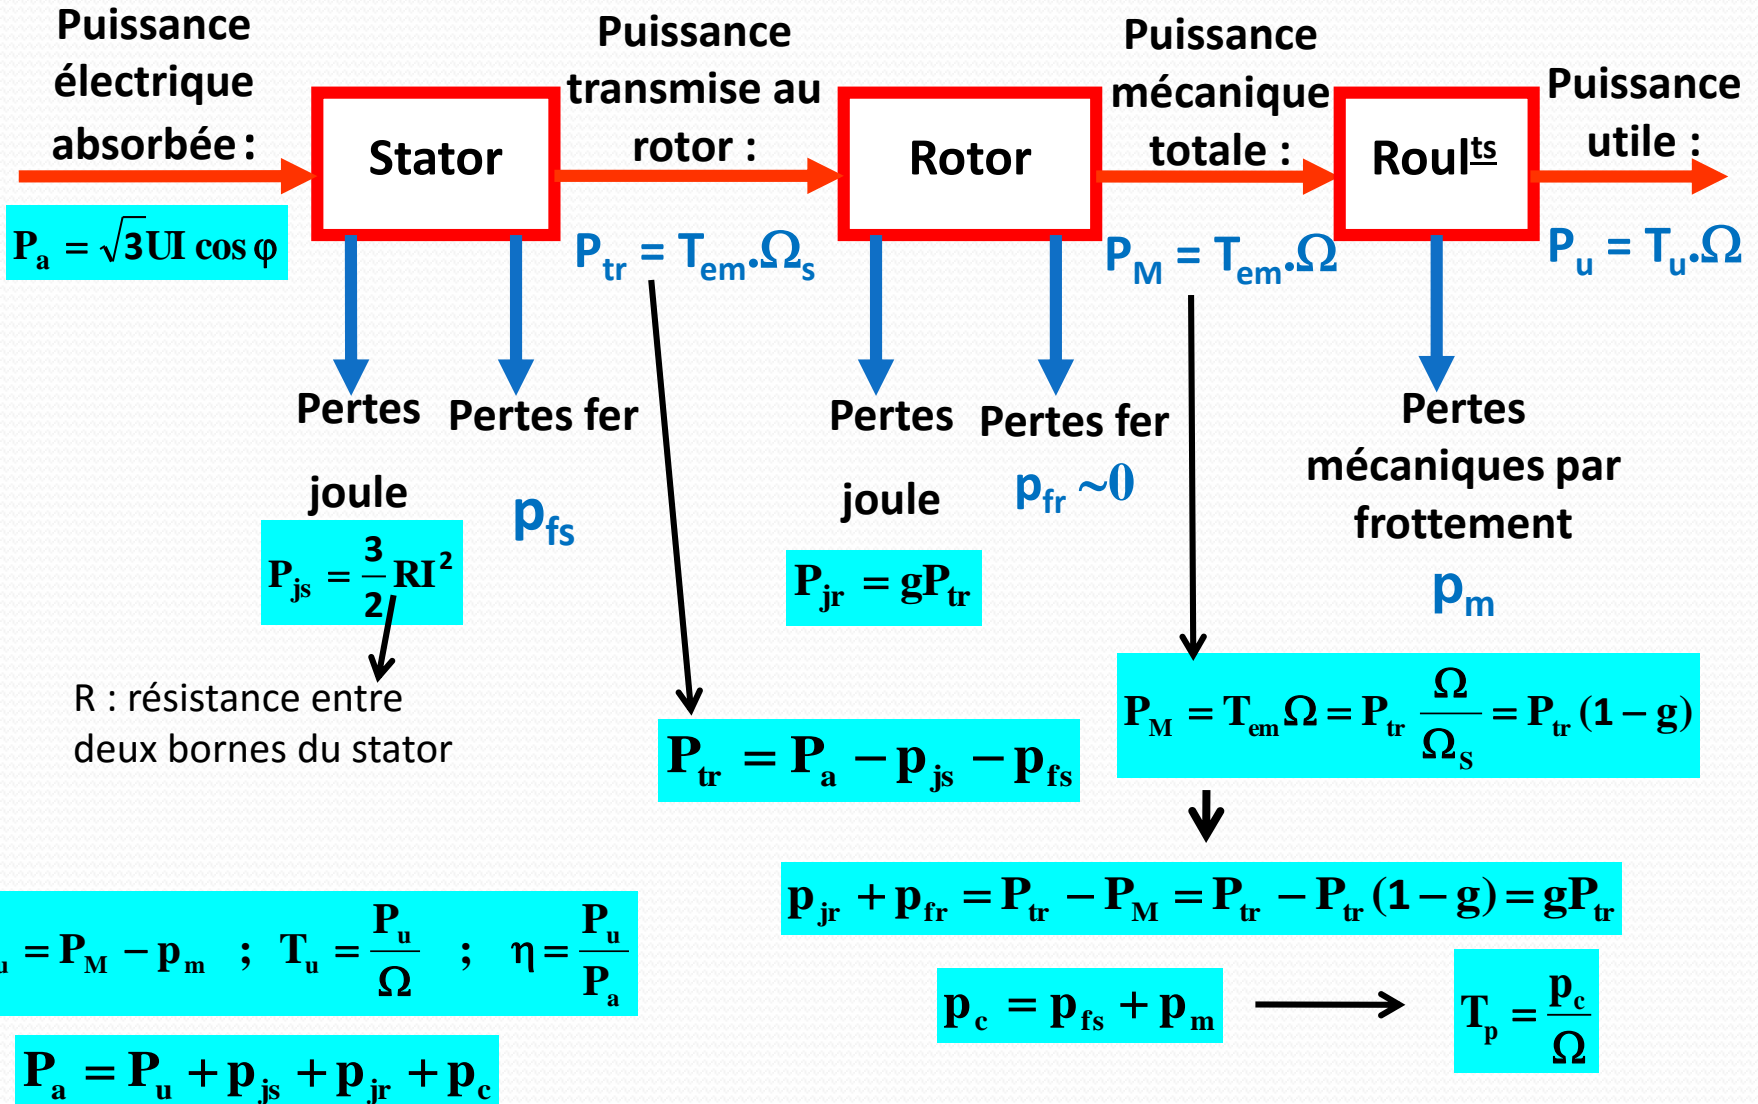 Puissance
électrique
absorbée :
Puissance
transmise au
rotor :
Puissance
mécanique
totale :
Puissance
utile :
Stator
Rotor
Roults
Pa = √3UI cos φ
Ptr = Tem.Ωs
PM = Tem.Ω
Pu = Tu.Ω
Pertes
joule
Pertes fer
pfs
Pertes
joule
Pertes fer
pfr ~0
Pertes
mécaniques par
frottement
pm
Pjs = 3/2 RI²
Pjr = gPtr
R : résistance entre
deux bornes du stator
Ptr = Pa − pjs − pfs
PM = TemΩ = Ptr Ω/ΩS = Ptr (1 − g)
pjr + pfr = Ptr − PM = Ptr − Ptr (1 − g) = gPtr
u = PM − pm ; Tu = Pu/Ω ; η = Pu/Pa
pc = pfs + pm
Tp = pc/Ω
Pa = Pu + pjs + pjr + pc